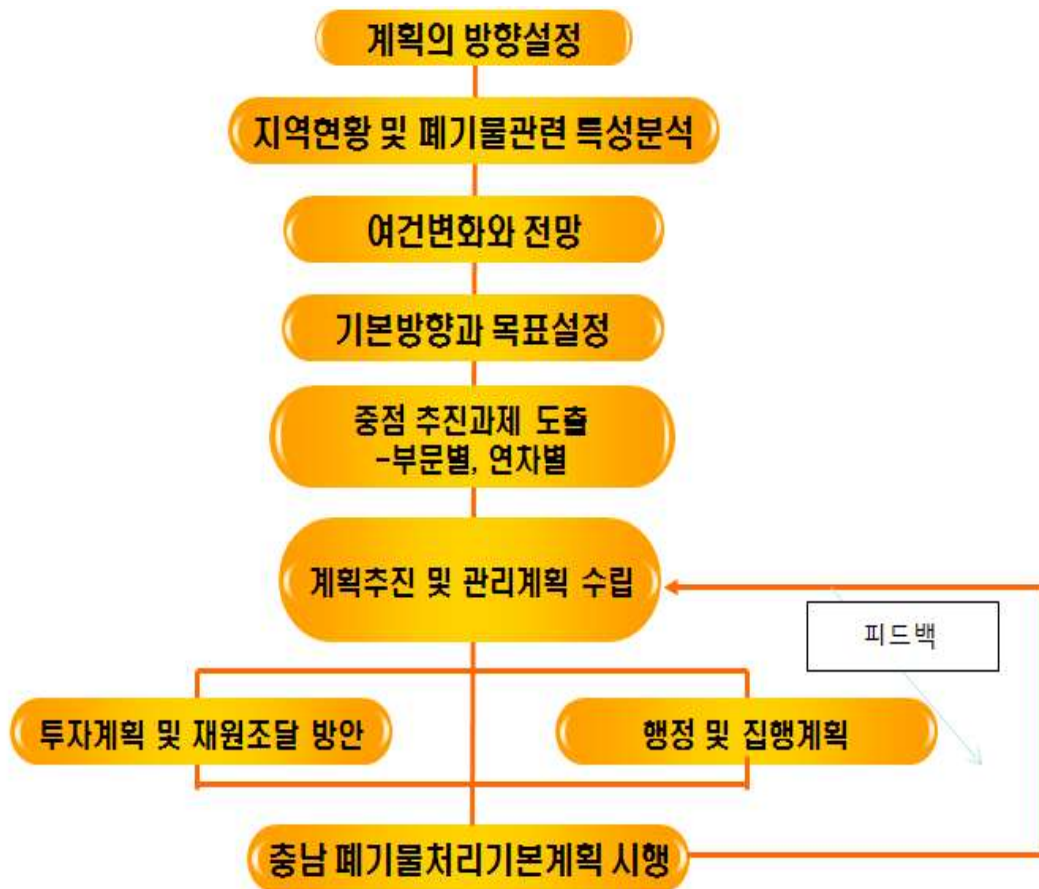 계획의 방향설정
지역현황 및 폐기물관련 특성분석
여건변화와 전망
기본방향과 목표설정
중점 추진과제 도출
-부문별, 연차별
계획추진 및 관리계획 수립
피드백
투자계획 및 재원조달 방안
행정 및 집행계획
충남 폐기물처리기본계획 시행